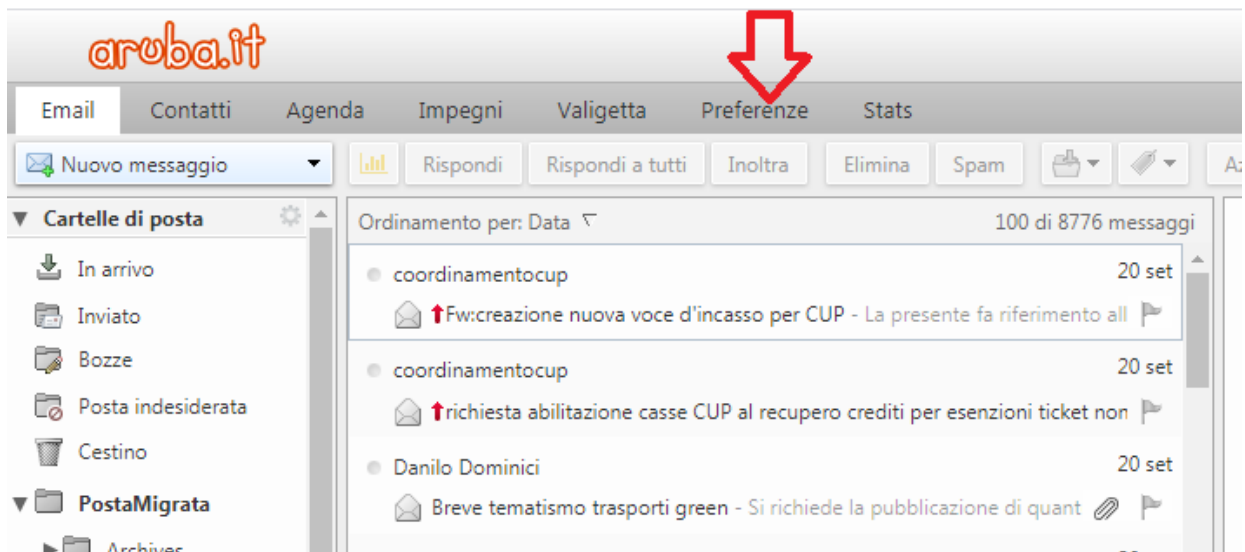 aruba.it
Email Contatti Agenda Impegni Valigetta Preferenze Stats
Nuovo messaggio Rispondi Rispondi a tutti Inoltra Elimina Spam
Cartelle di posta
Ordinamento per: Data 100 di 8776 messaggi
In arrivo
coordinamentocup 20 set
Inviato
Fw:creazione nuova voce d'incasso per CUP - La presente fa riferimento all
Bozze
coordinamentocup 20 set
Posta indesiderata
richiesta abilitazione casse CUP al recupero crediti per esenzioni ticket non
Cestino
Danilo Dominici 20 set
PostaMigrata
Breve tematismo trasporti green - Si richiede la pubblicazione di quant
Archives